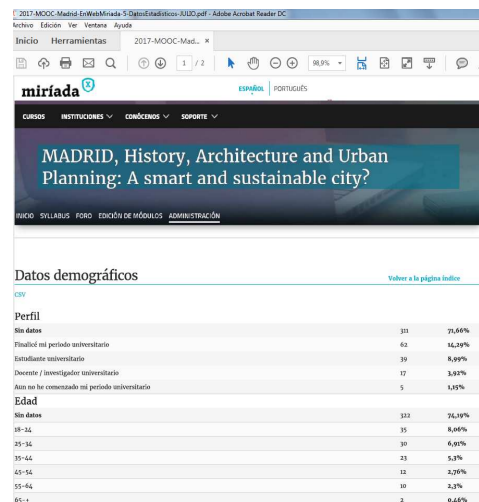 2017-MOOC-Madrid-EnWebMiriada-5-DatosEstadisticos-JULIO.pdf - Adobe Acrobat Reader DC
Archivo Edición Ver Ventana Ayuda
Inicio Herramientas 2017-MOOC-Mad... ×
1 / 2 98,9%
miríada x ESPAÑOL PORTUGUÊS
CURSOS INSTITUCIONES CONÓCENOS SOPORTE
MADRID, History, Architecture and Urban
Planning: A smart and sustainable city?
INICIO SYLLABUS FORO EDICIÓN DE MÓDULOS ADMINISTRACIÓN
Datos demográficos Volver a la página índice
CSV
Perfil
Sin datos 311 71,66%
Finalicé mi periodo universitario 62 14,29%
Estudiante universitario 39 8,99%
Docente / investigador universitario 17 3,92%
Aun no he comenzado mi periodo universitario 5 1,15%
Edad
Sin datos 322 74,19%
18-24 35 8,06%
25-34 30 6,91%
35-44 23 5,3%
45-54 12 2,76%
55-64 10 2,3%
65-+ 2 0,46%